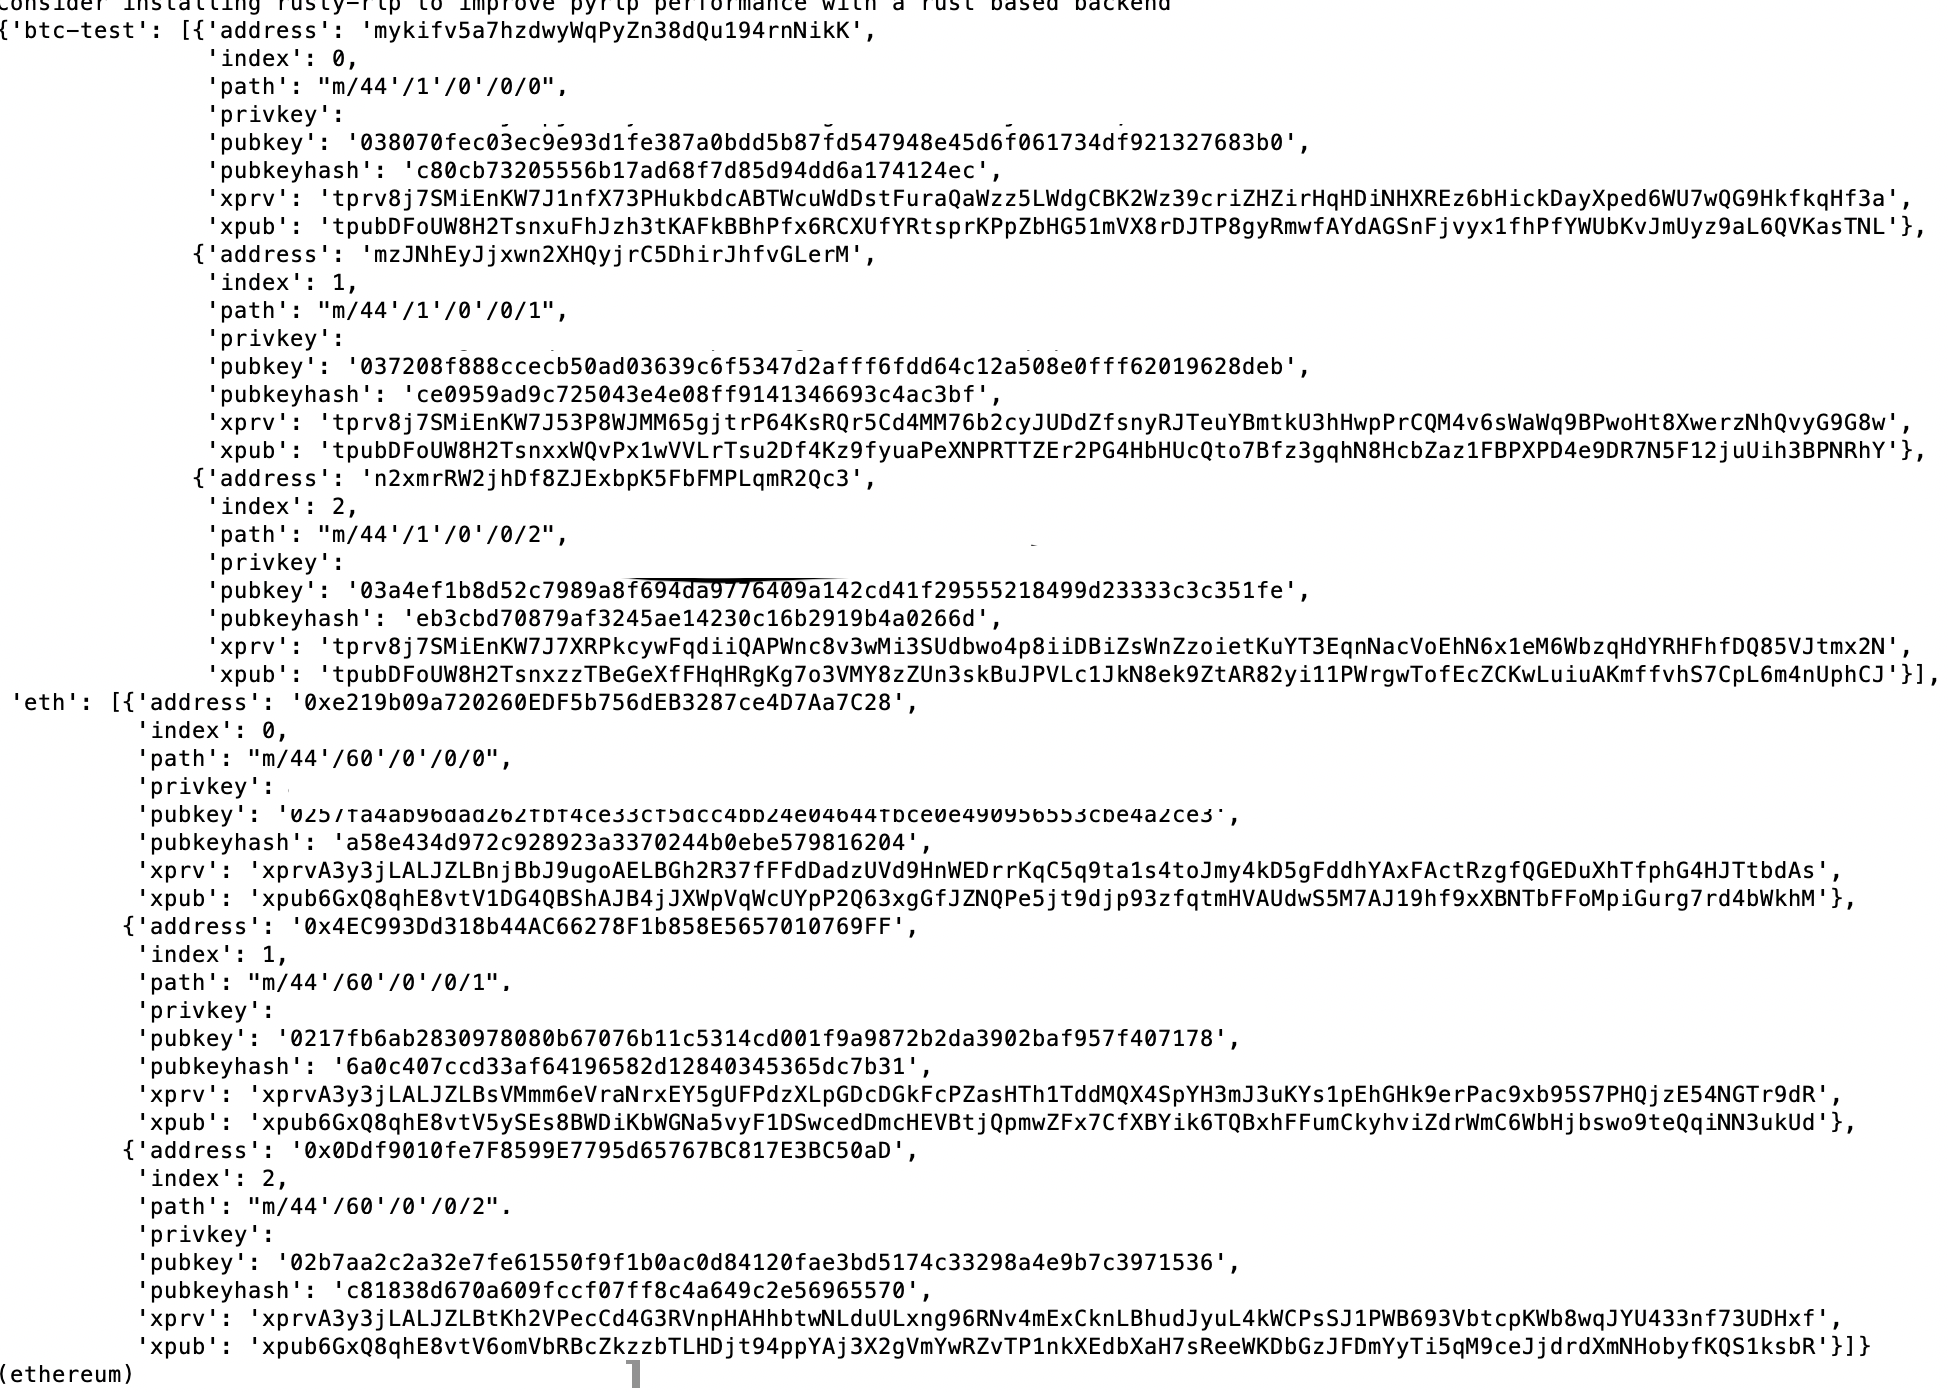 Consider installing rusty-rlp to improve pyrlp performance with a rust based backend
{'btc-test': [{'address': 'mykifv5a7hzdwyWqPyZn38dQu194rnNikK',
'index': 0,
'path': "m/44'/1'/0'/0/0",
'privkey':
'pubkey': '038070fec03ec9e93d1fe387a0bdd5b87fd547948e45d6f061734df921327683b0',
'pubkeyhash': 'c80cb73205556b17ad68f7d85d94dd6a174124ec',
'xprv': 'tprv8j7SMiEnKW7J1nfX73PHukbdcABTWcuWdDstFuraQaWzz5LWdgCBK2Wz39criZHZirHqHDiNHXREz6bHickDayXped6WU7wQG9HkfkqHf3a',
'xpub': 'tpubDFoUW8H2TsnxuFhJzh3tKAFkBBhPfx6RCXUfYRtsprKPpZbHG51mVX8rDJTP8gyRmwfAYdAGSnFjvyx1fhPfYWUbKvJmUyz9aL6QVKasTNL'},
{'address': 'mzJNhEyJjxwn2XHQyjrC5DhirJhfvGLerM',
'index': 1,
'path': "m/44'/1'/0'/0/1",
'privkey':
'pubkey': '037208f888ccecb50ad03639c6f5347d2afff6fdd64c12a508e0fff62019628deb',
'pubkeyhash': 'ce0959ad9c725043e4e08ff9141346693c4ac3bf',
'xprv': 'tprv8j7SMiEnKW7J53P8WJMM65gjtrP64KsRQr5Cd4MM76b2cyJUDdZfsnyRJTeuYBmtkU3hHwpPrCQM4v6sWaWq9BPwoHt8XwerzNhQvyG9G8w',
'xpub': 'tpubDFoUW8H2TsnxxWQvPx1wVVLrTsu2Df4Kz9fyuaPeXNPRTTZEr2PG4HbHUcQto7Bfz3gqhN8HcbZaz1FBPXPD4e9DR7N5F12juUih3BPNRhY'},
{'address': 'n2xmrRW2jhDf8ZJExbpK5FbFMPLqmR2Qc3',
'index': 2,
'path': "m/44'/1'/0'/0/2",
'privkey':
'pubkey': '03a4ef1b8d52c7989a8f694da9776409a142cd41f29555218499d23333c3c351fe',
'pubkeyhash': 'eb3cbd70879af3245ae14230c16b2919b4a0266d',
'xprv': 'tprv8j7SMiEnKW7J7XRPkcywFqdiiQAPWnc8v3wMi3SUdbwo4p8iiDBiZsWnZzoietKuYT3EqnNacVoEhN6x1eM6WbzqHdYRHFhfDQ85VJtmx2N',
'xpub': 'tpubDFoUW8H2TsnxzzTBeGeXfFHqHRgKg7o3VMY8zZUn3skBuJPVLc1JkN8ek9ZtAR82yi11PWrgwTofEcZCKwLuiuAKmffvhS7CpL6m4nUphCJ'}],
'eth': [{'address': '0xe219b09a720260EDF5b756dEB3287ce4D7Aa7C28',
'index': 0,
'path': "m/44'/60'/0'/0/0",
'privkey':
'pubkey': '0257fa4ab96dad262fbf4ce33cf5dcc4bb24e04644fbce0e490956553cbe4a2ce3',
'pubkeyhash': 'a58e434d972c928923a3370244b0ebe579816204',
'xprv': 'xprvA3y3jLALJZLBnjBbJ9ugoAELBGh2R37fFFdDadzUVd9HnWEDrrKqC5q9ta1s4toJmy4kD5gFddhYAxFActRzgfQGEDuXhTfphG4HJTtbdAs',
'xpub': 'xpub6GxQ8qhE8vtV1DG4QBShAJB4jJXWpVqWcUYpP2Q63xgGfJZNQPe5jt9djp93zfqtmHVAUdwS5M7AJ19hf9xXBNTbFFoMpiGurg7rd4bWkhM'},
{'address': '0x4EC993Dd318b44AC66278F1b858E5657010769FF',
'index': 1,
'path': "m/44'/60'/0'/0/1".
'privkey':
'pubkey': '0217fb6ab2830978080b67076b11c5314cd001f9a9872b2da3902baf957f407178',
'pubkeyhash': '6a0c407ccd33af64196582d12840345365dc7b31',
'xprv': 'xprvA3y3jLALJZLBsVMmm6eVraNrxEY5gUFPdzXLpGDcDGkFcPZasHTh1TddMQX4SpYH3mJ3uKYs1pEhGHk9erPac9xb95S7PHQjzE54NGTr9dR',
'xpub': 'xpub6GxQ8qhE8vtV5ySEs8BWDiKbWGNa5vyF1DSwcedDmcHEVBtjQpmwZFx7CfXBYik6TQBxhFFumCkyhviZdrWmC6WbHjbswo9teQqiNN3ukUd'},
{'address': '0x0Ddf9010fe7F8599E7795d65767BC817E3BC50aD',
'index': 2,
'path': "m/44'/60'/0'/0/2".
'privkey':
'pubkey': '02b7aa2c2a32e7fe61550f9f1b0ac0d84120fae3bd5174c33298a4e9b7c3971536',
'pubkeyhash': 'c81838d670a609fccf07ff8c4a649c2e56965570',
'xprv': 'xprvA3y3jLALJZLBtKh2VPecCd4G3RVnpHAHhbtwNLduULxng96RNv4mExCknLBhudJyuL4kWCPsSJ1PWB693VbtcpKWb8wqJYU433nf73UDHxf',
'xpub': 'xpub6GxQ8qhE8vtV6omVbRBcZkzzbTLHDjt94ppYAj3X2gVmYwRZvTP1nkXEdbXaH7sReeWKDbGzJFDmYyTi5qM9ceJjdrdXmNHobyfKQS1ksbR'}]}
(ethereum)